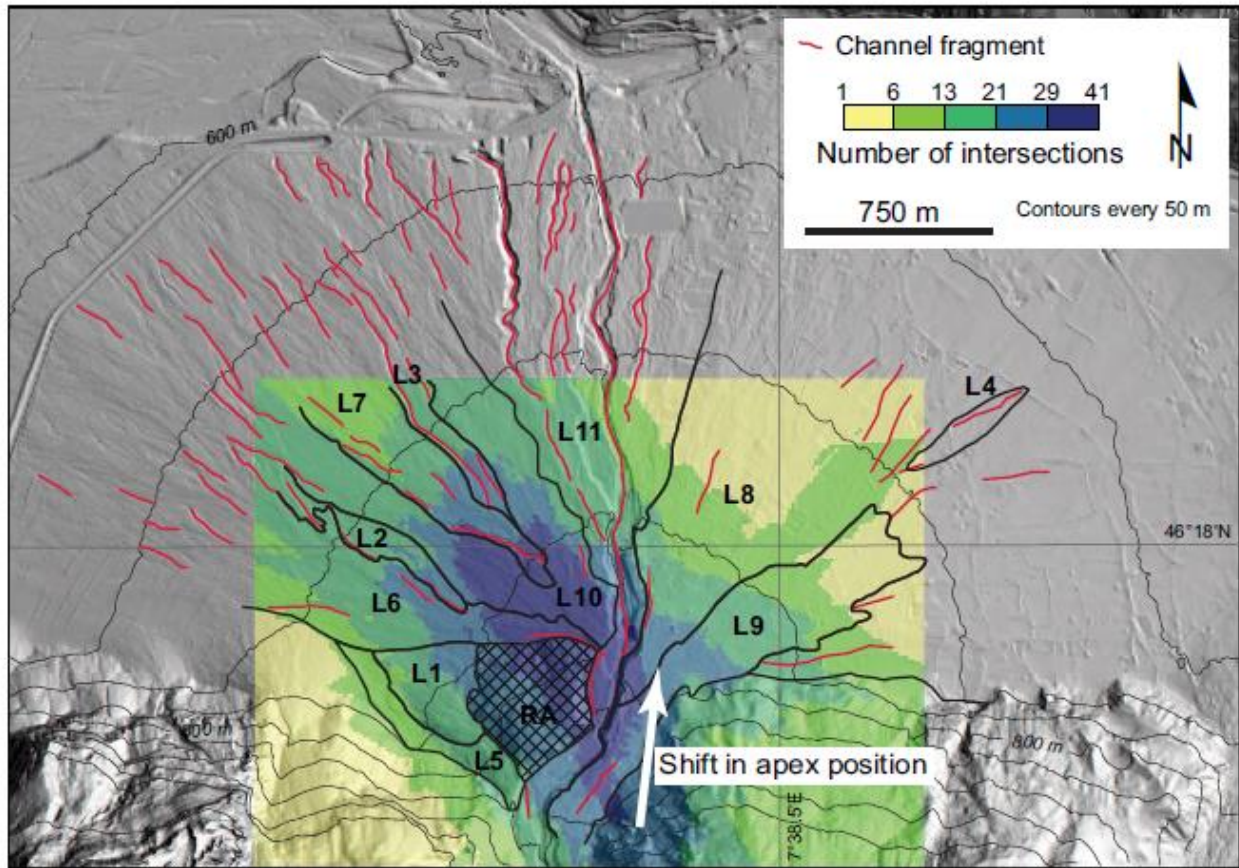 Channel fragment
1 6 13 21 29 41
Number of intersections
N
750 m
Contours every 50 m
600 m
L3
L4
L7
L11
L8
46°18'N
L2
L10
L6
L9
L1
RA
L5
800 m
Shift in apex position
7°38.5'E